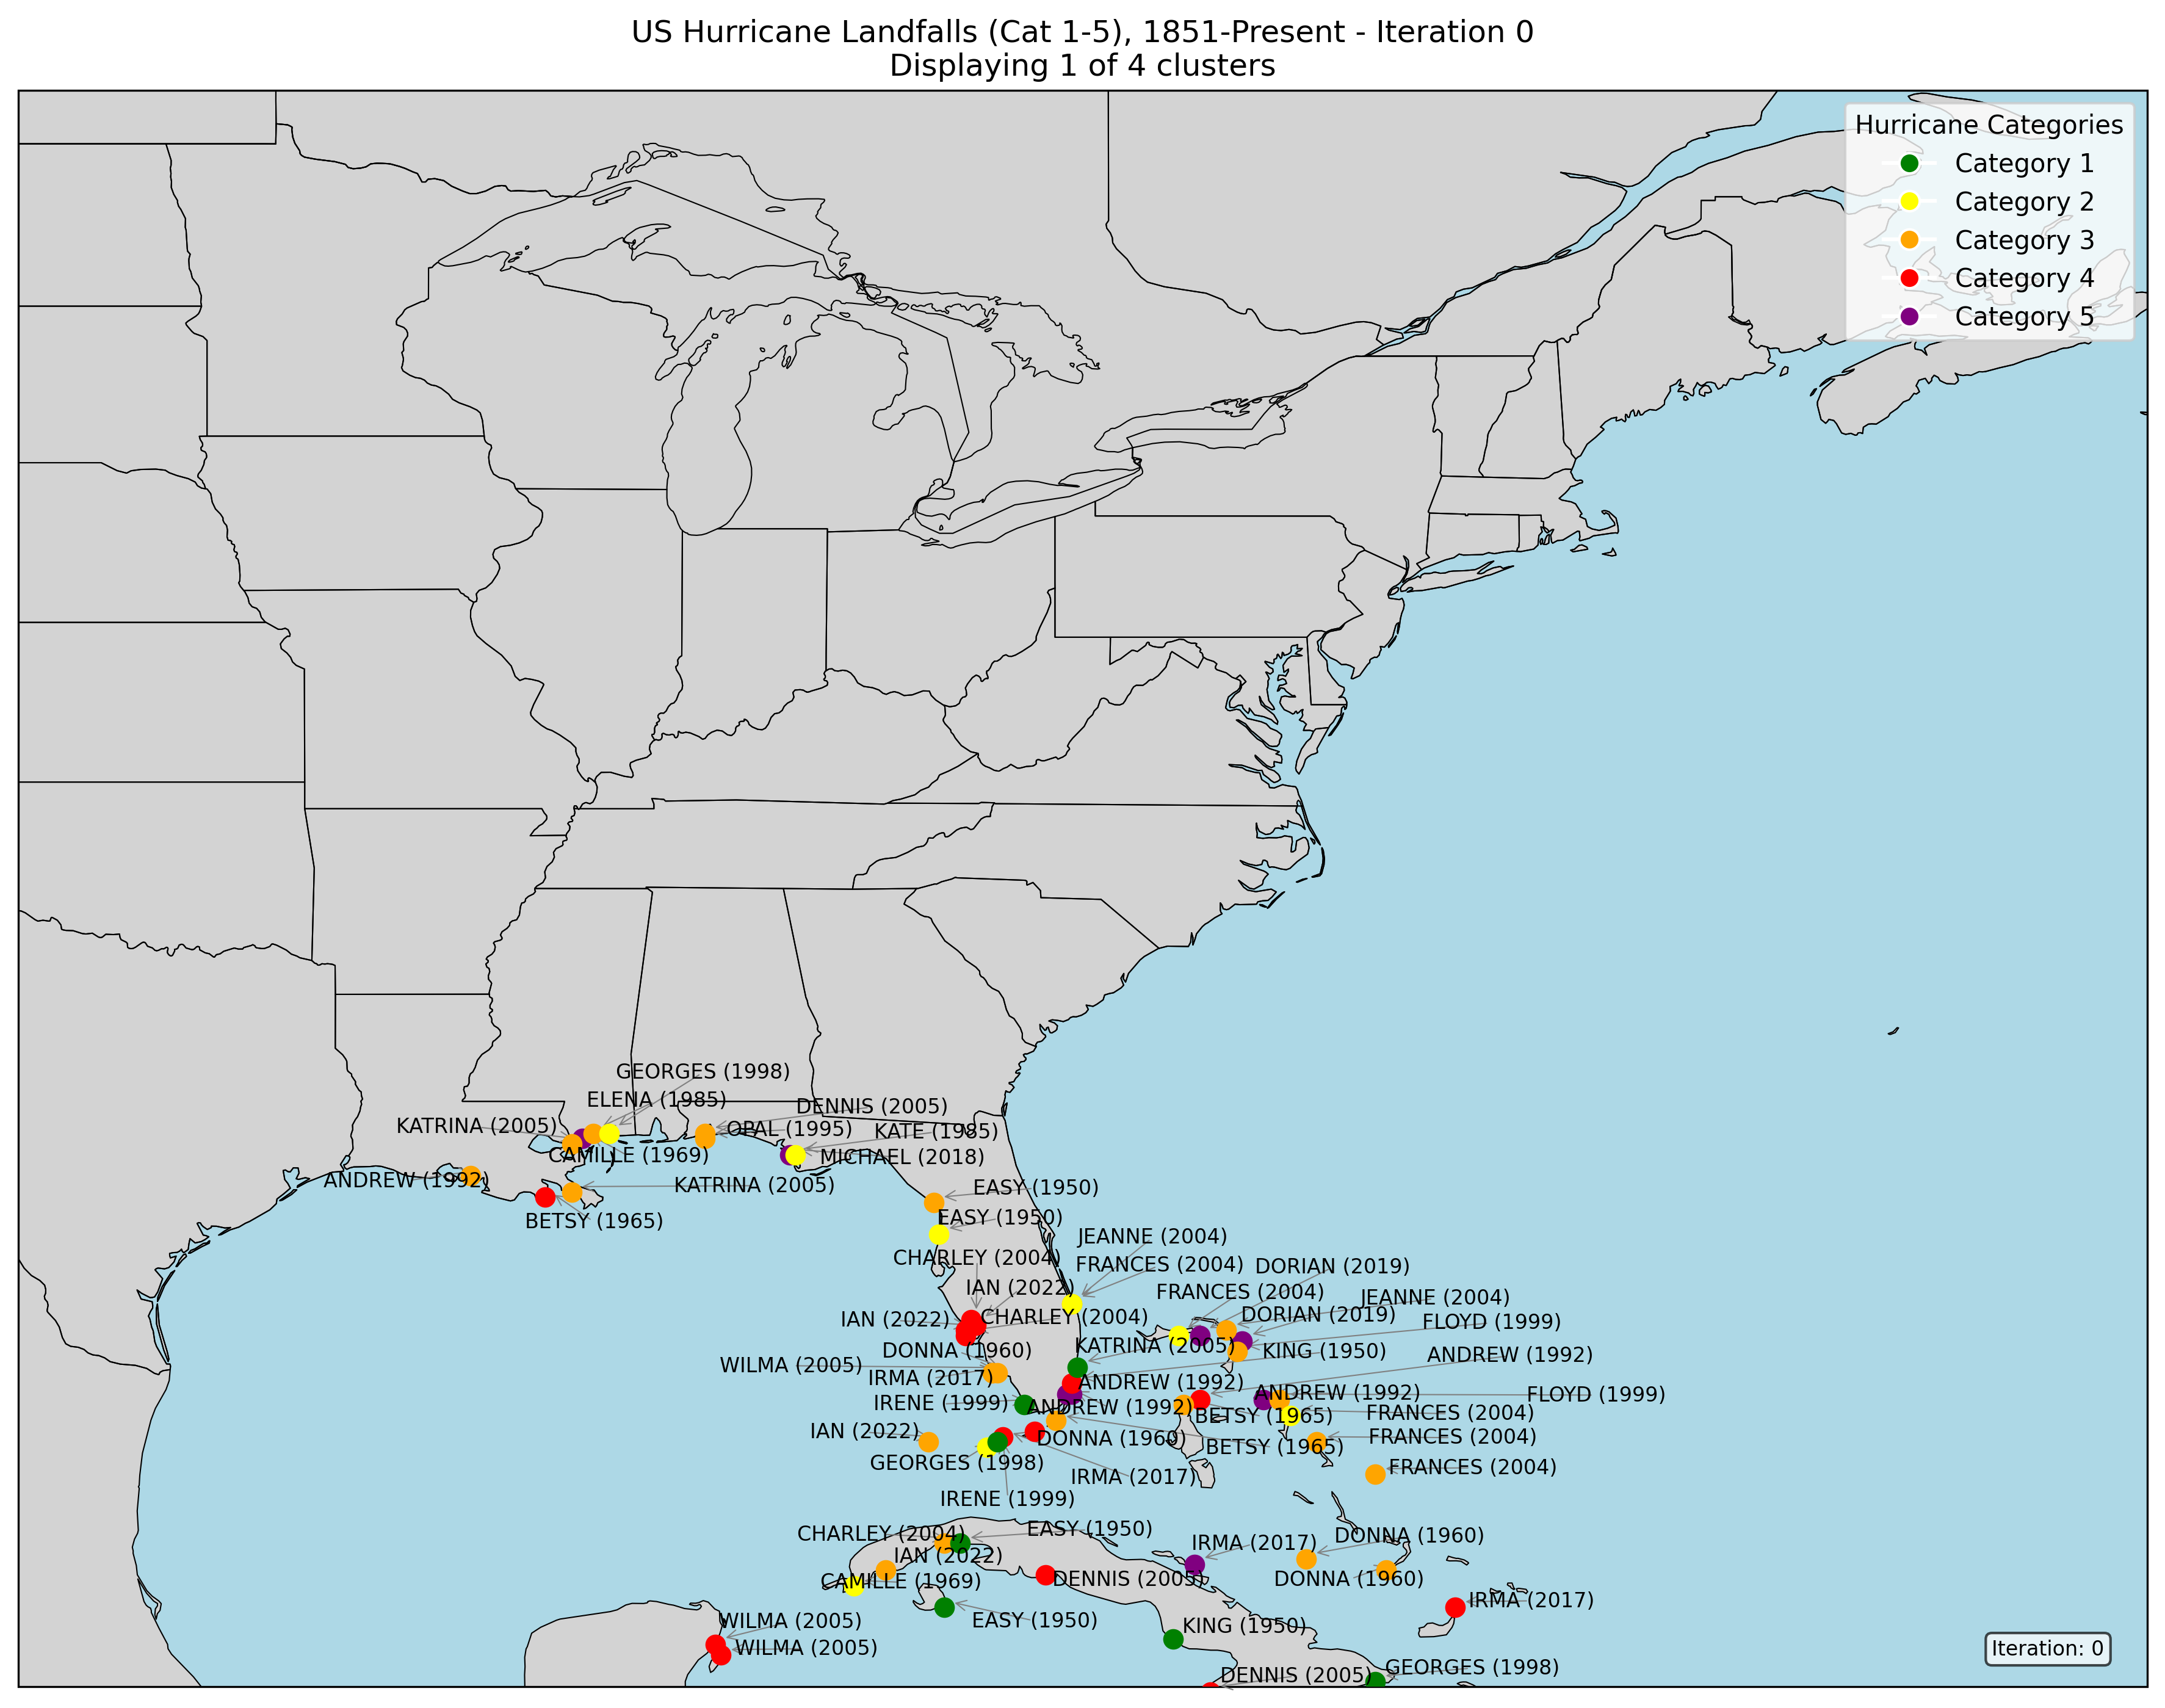 US Hurricane Landfalls (Cat 1-5), 1851-Present - Iteration 0
Displaying 1 of 4 clusters
Hurricane Categories
Category 1
Category 2
Category 3
Category 4
Category 5
GEORGES (1998)
ELENA (1985)
DENNIS (2005)
KATRINA (2005)
OPAL (1995)
KATE (1985)
CAMILLE (1969)
MICHAEL (2018)
ANDREW (1992)
KATRINA (2005)
EASY (1950)
BETSY (1965)
EASY (1950)
JEANNE (2004)
CHARLEY (2004)
FRANCES (2004)
DORIAN (2019)
IAN (2022)
FRANCES (2004)
JEANNE (2004)
IAN (2022)
CHARLEY (2004)
DORIAN (2019)
FLOYD (1999)
DONNA (1960)
KATRINA (2005)
KING (1950)
ANDREW (1992)
WILMA (2005)
IRMA (2017)
ANDREW (1992)
ANDREW (1992)
FLOYD (1999)
IRENE (1999)
ANDREW (1992)
BETSY (1965)
FRANCES (2004)
IAN (2022)
DONNA (1960)
BETSY (1965)
FRANCES (2004)
GEORGES (1998)
IRMA (2017)
FRANCES (2004)
IRENE (1999)
CHARLEY (2004)
EASY (1950)
IRMA (2017)
DONNA (1960)
IAN (2022)
CAMILLE (1969)
DENNIS (2005)
DONNA (1960)
IRMA (2017)
WILMA (2005)
EASY (1950)
KING (1950)
WILMA (2005)
Iteration: 0
DENNIS (2005)
GEORGES (1998)